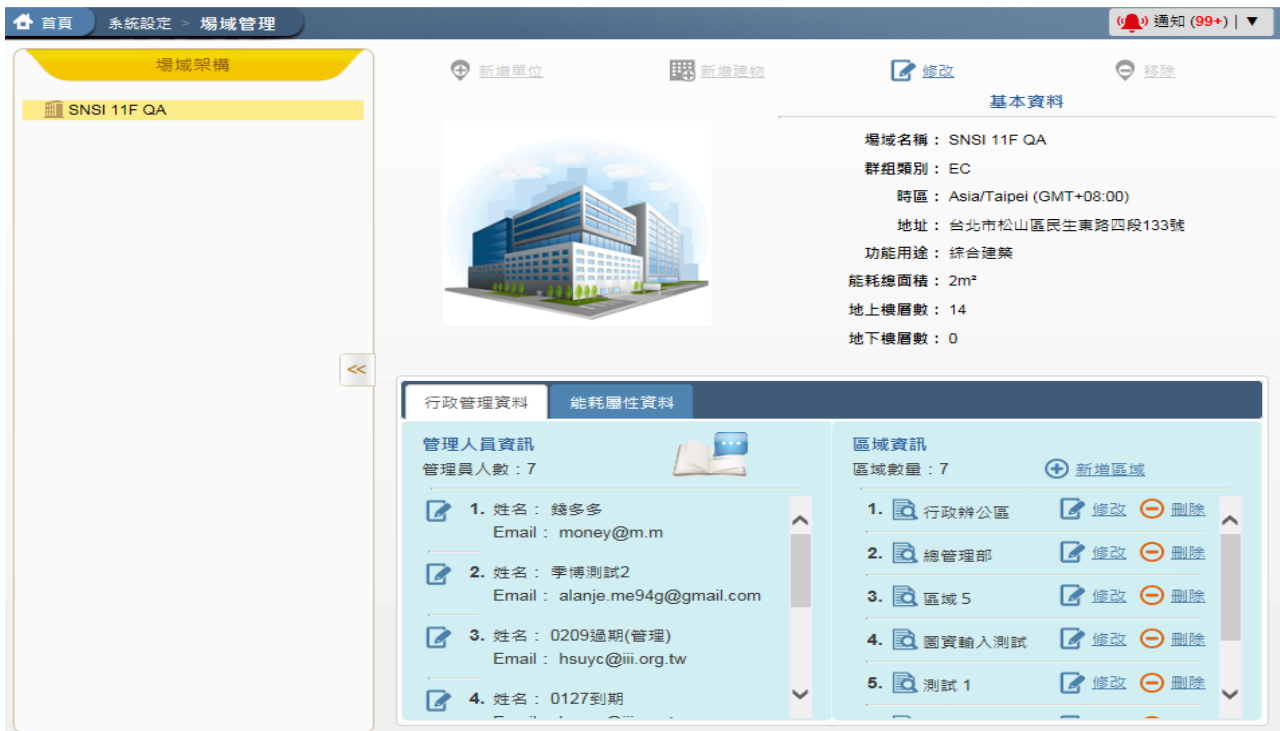 首頁 系統設定 > 場域管理 通知 (99+) | ▼
場域架構
SNSI 11F QA
<<
新增單位 新增建物 修改 移除
基本資料
場域名稱： SNSI 11F QA
群組類別： EC
時區： Asia/Taipei (GMT+08:00)
地址： 台北市松山區民生東路四段133號
功能用途： 綜合建築
能耗總面積： 2m²
地上樓層數： 14
地下樓層數： 0
行政管理資料 能耗屬性資料
管理人員資訊
管理員人數：7
1. 姓名： 錢多多
Email： money@m.m
2. 姓名： 季博測試2
Email： alanje.me94g@gmail.com
3. 姓名： 0209過期(管理)
Email： hsuyc@iii.org.tw
4. 姓名： 0127到期
區域資訊
區域數量：7 新增區域
1. 行政辦公區 修改 刪除
2. 總管理部 修改 刪除
3. 區域 5 修改 刪除
4. 圖資輸入測試 修改 刪除
5. 測試 1 修改 刪除